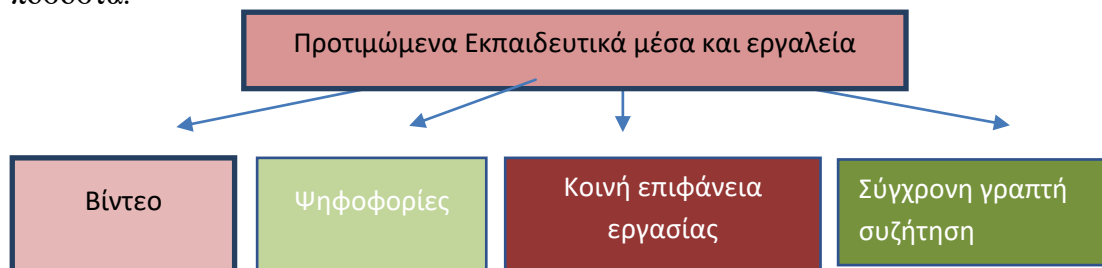 Προτιμώμενα Εκπαιδευτικά μέσα και εργαλεία
Βίντεο
Ψηφοφορίες
Κοινή επιφάνεια
εργασίας
Σύγχρονη γραπτή
συζήτηση